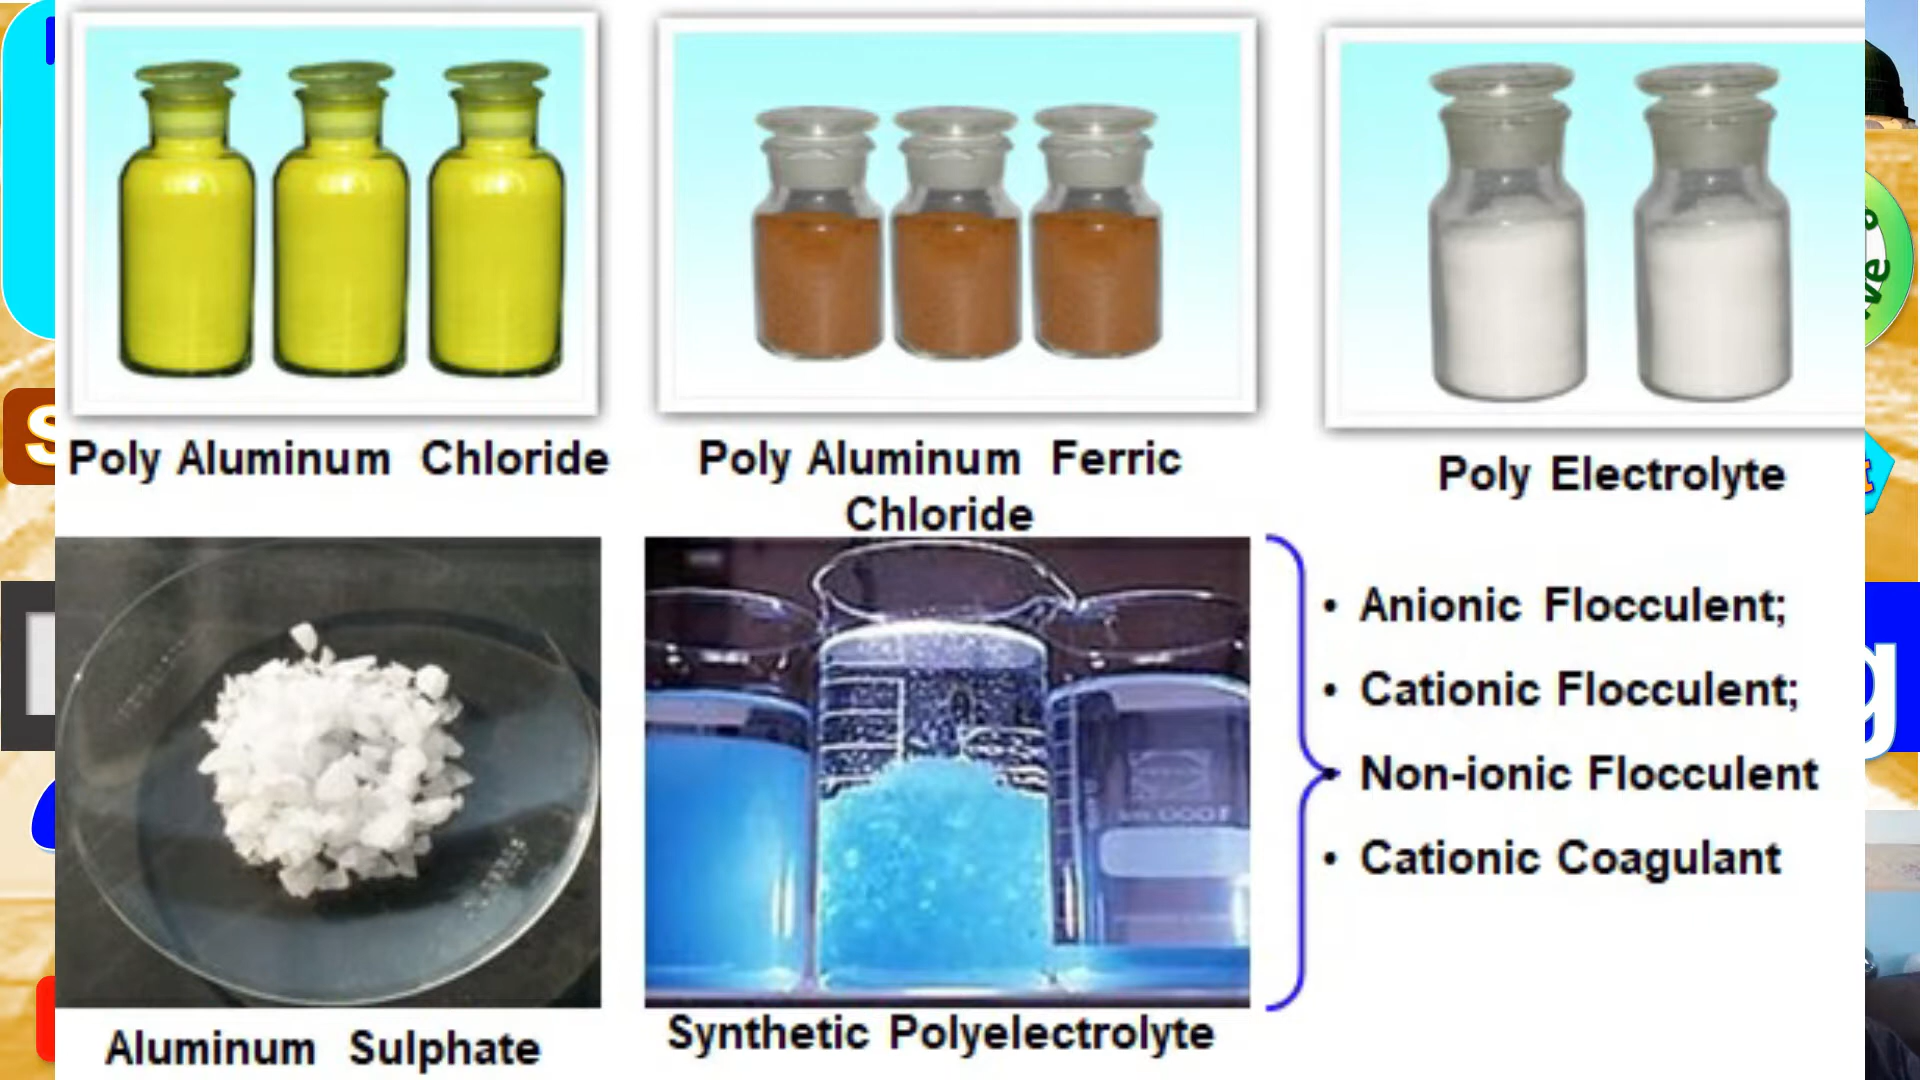 Poly Aluminum Chloride
Poly Aluminum Ferric
Chloride
Poly Electrolyte
• Anionic Flocculent;
• Cationic Flocculent;
• Non-ionic Flocculent
• Cationic Coagulant
Aluminum Sulphate
Synthetic Polyelectrolyte